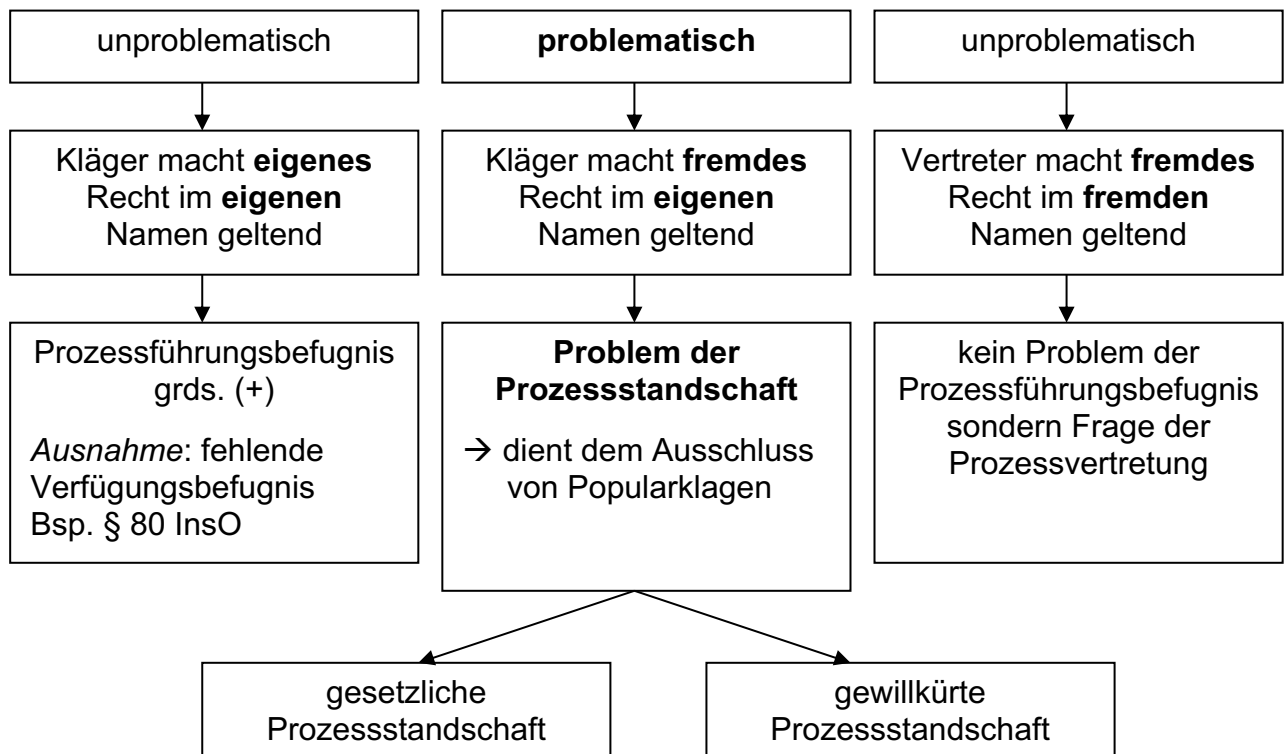 unproblematisch
problematisch
unproblematisch
Kläger macht eigenes
Recht im eigenen
Namen geltend
Kläger macht fremdes
Recht im eigenen
Namen geltend
Vertreter macht fremdes
Recht im fremden
Namen geltend
Prozessführungsbefugnis
grds. (+)
Ausnahme: fehlende
Verfügungsbefugnis
Bsp. § 80 InsO
Problem der
Prozessstandschaft
→ dient dem Ausschluss
von Popularklagen
kein Problem der
Prozessführungsbefugnis
sondern Frage der
Prozessvertretung
gesetzliche
Prozessstandschaft
gewillkürte
Prozessstandschaft